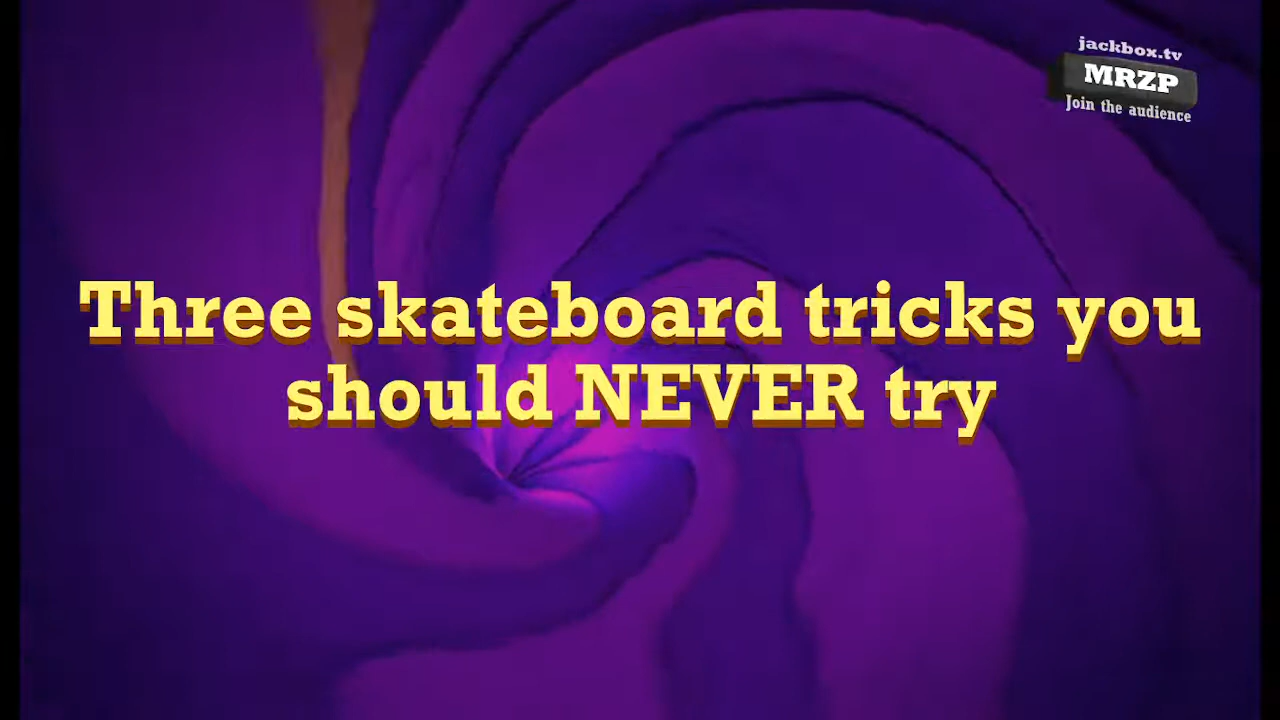 jackbox.tv
MRZP
Join the audience
Three skateboard tricks you
should NEVER try